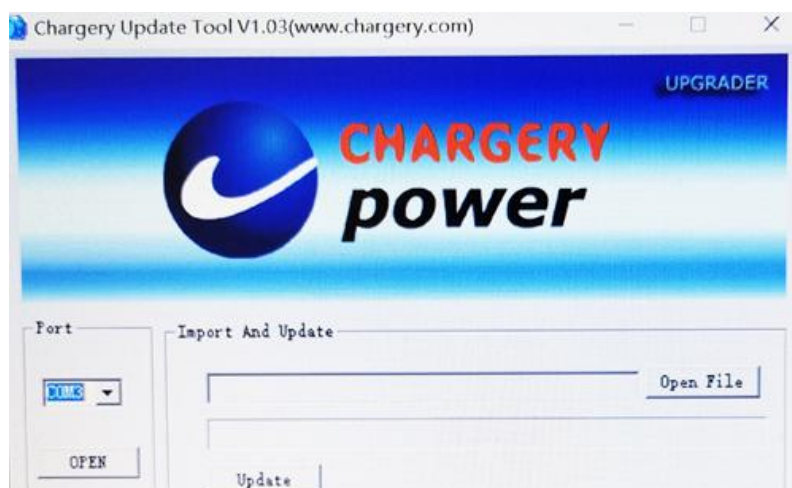 Chargery Update Tool V1.03(www.chargery.com)
UPGRADER
CHARGERY
power
Port
Import And Update
COM3
Open File
OPEN
Update